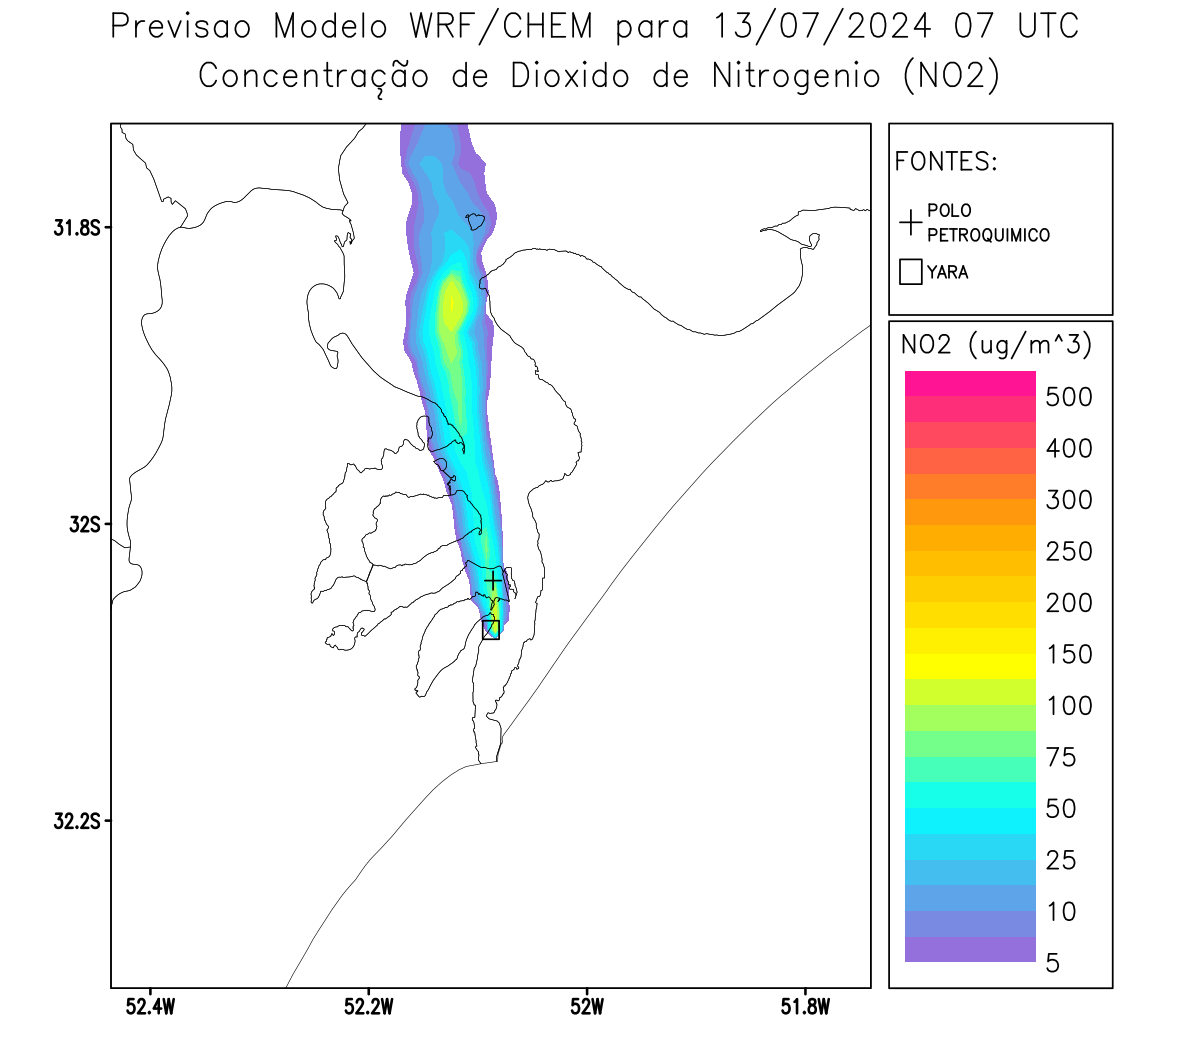 Previsao Modelo WRF/CHEM para 13/07/2024 07 UTC
Concentração de Dioxido de Nitrogenio (NO2)
FONTES:
POLO
PETROQUIMICO
YARA
NO2 (ug/m^3)
500
400
300
250
200
150
100
75
50
25
10
5
31.8S
32S
32.2S
52.4W
52.2W
52W
51.8W